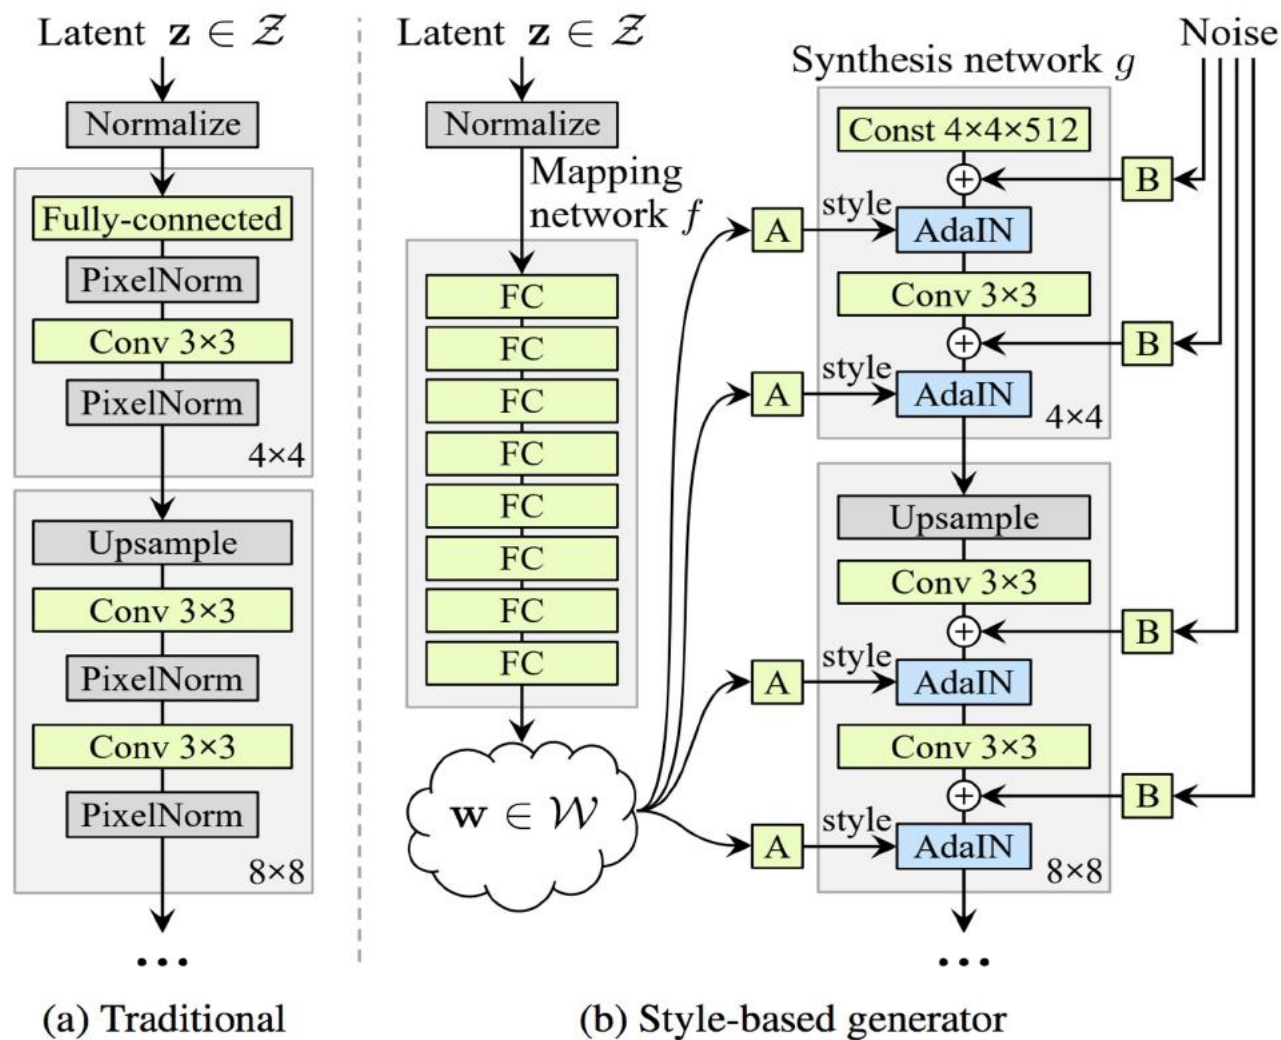 Latent z ∈ 𝒵
Normalize
Fully-connected
PixelNorm
Conv 3×3
PixelNorm
4×4
Upsample
Conv 3×3
PixelNorm
Conv 3×3
PixelNorm
8×8
...
(a) Traditional
Latent z ∈ 𝒵
Normalize
Mapping
network f
FC
FC
FC
FC
FC
FC
FC
FC
w ∈ 𝒲
Noise
Synthesis network g
Const 4×4×512
+
B
A
style
AdaIN
Conv 3×3
+
B
A
style
AdaIN
4×4
Upsample
Conv 3×3
+
B
A
style
AdaIN
Conv 3×3
+
B
A
style
AdaIN
8×8
...
(b) Style-based generator